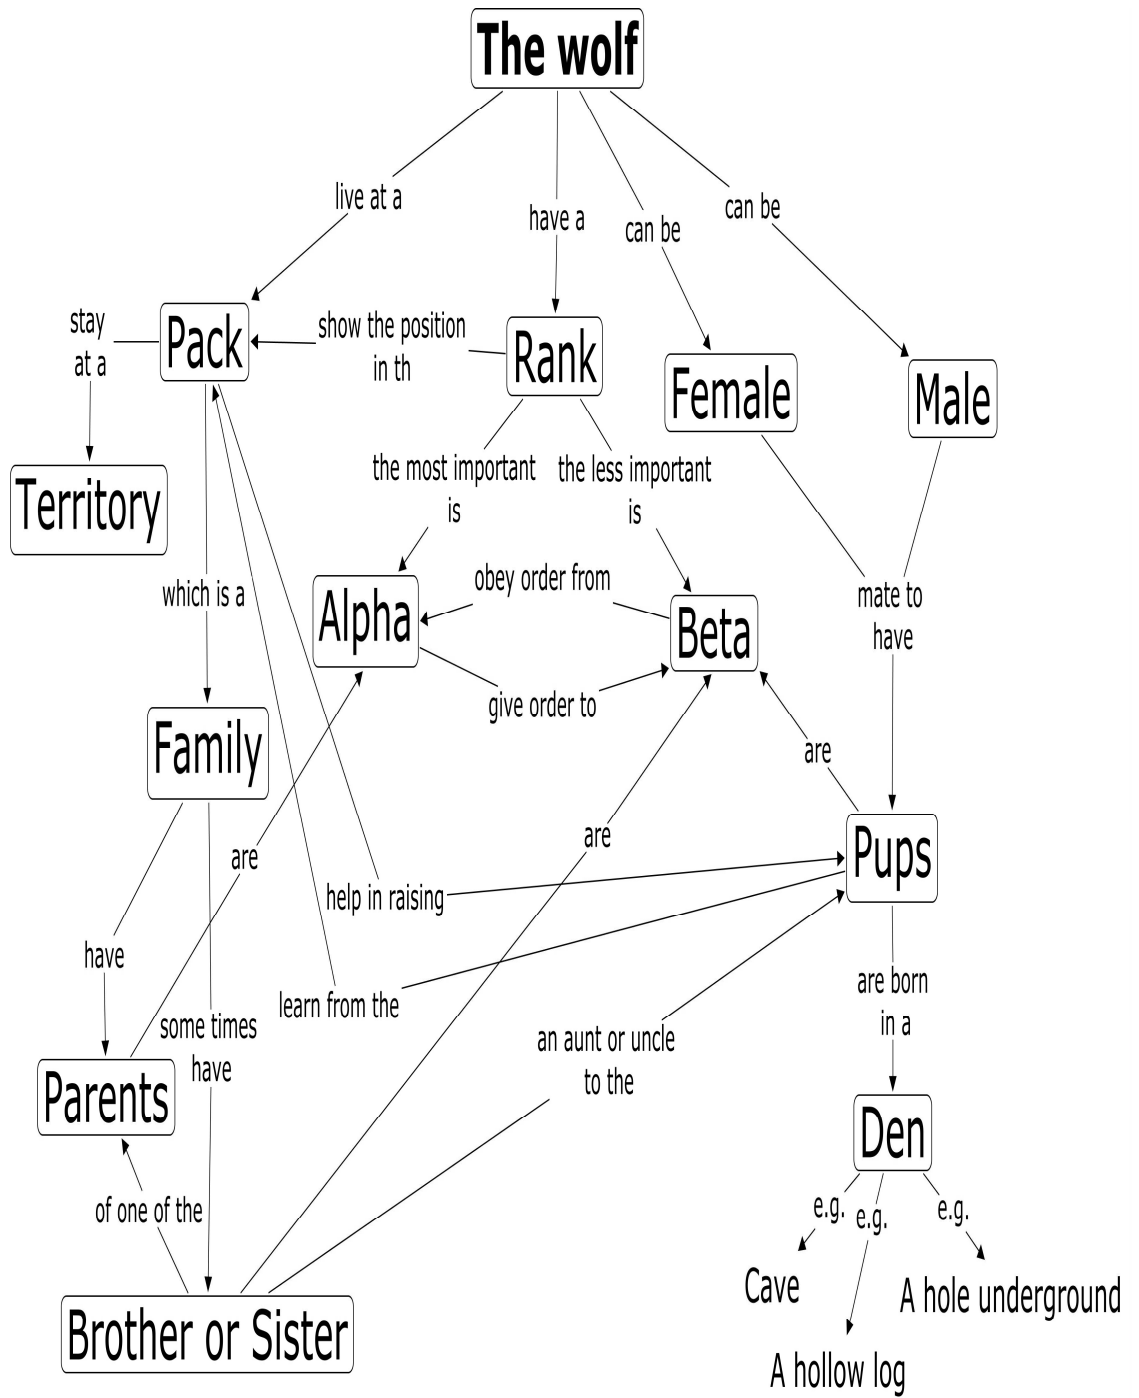 The wolf
live at a
have a
can be
can be
stay
at a
Pack
show the position
in th
Rank
Female
Male
Territory
the most important
is
the less important
is
which is a
Alpha
obey order from
Beta
give order to
mate to
have
Family
are
Pups
are
are
help in raising
have
learn from the
some times
have
an aunt or uncle
to the
are born
in a
Parents
Den
of one of the
e.g.
e.g.
e.g.
Cave
A hole underground
Brother or Sister
A hollow log